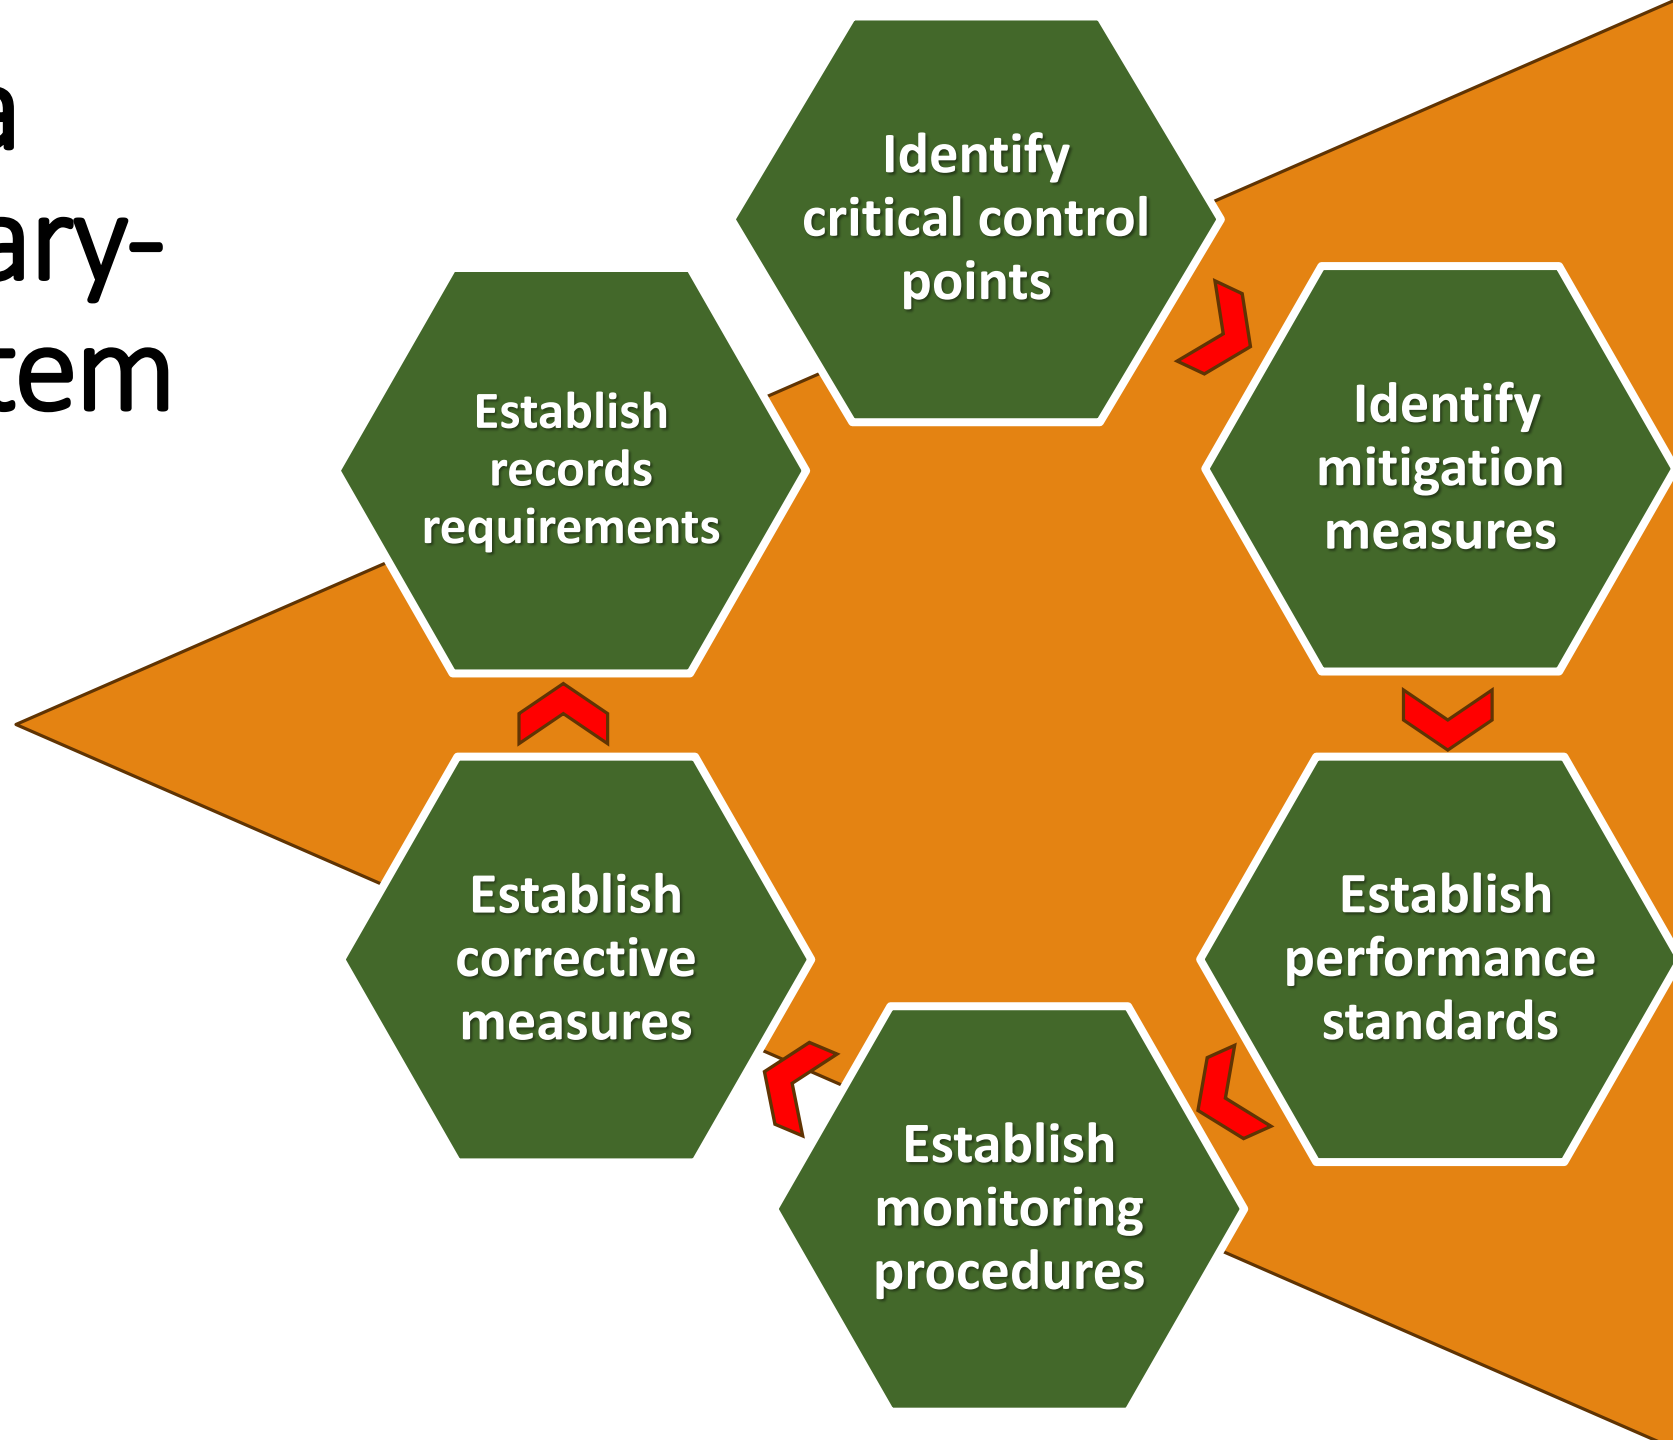 a
ary-
tem
Identify
critical control
points
Identify
mitigation
measures
Establish
performance
standards
Establish
monitoring
procedures
Establish
corrective
measures
Establish
records
requirements